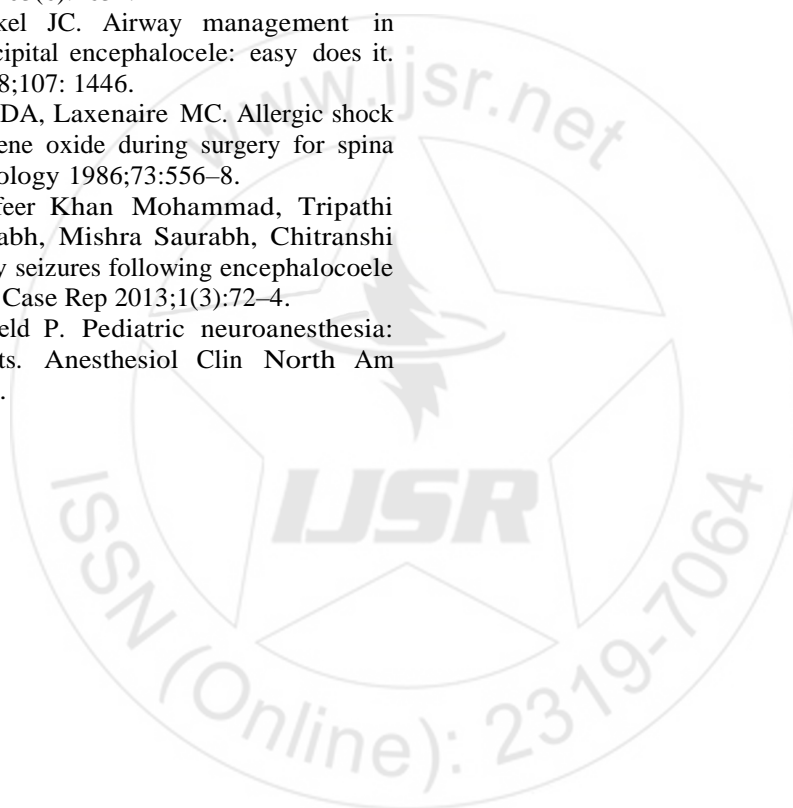 kel JC. Airway management in
cipital encephalocele: easy does it.
8;107: 1446.
DA, Laxenaire MC. Allergic shock
ene oxide during surgery for spina
ology 1986;73:556–8.
feer Khan Mohammad, Tripathi
abh, Mishra Saurabh, Chitranshi
y seizures following encephalocoele
Case Rep 2013;1(3):72–4.
eld P. Pediatric neuroanesthesia:
ts. Anesthesiol Clin North Am
.
www.ijsr.net
IJSR
ISSN (Online): 2319-7064